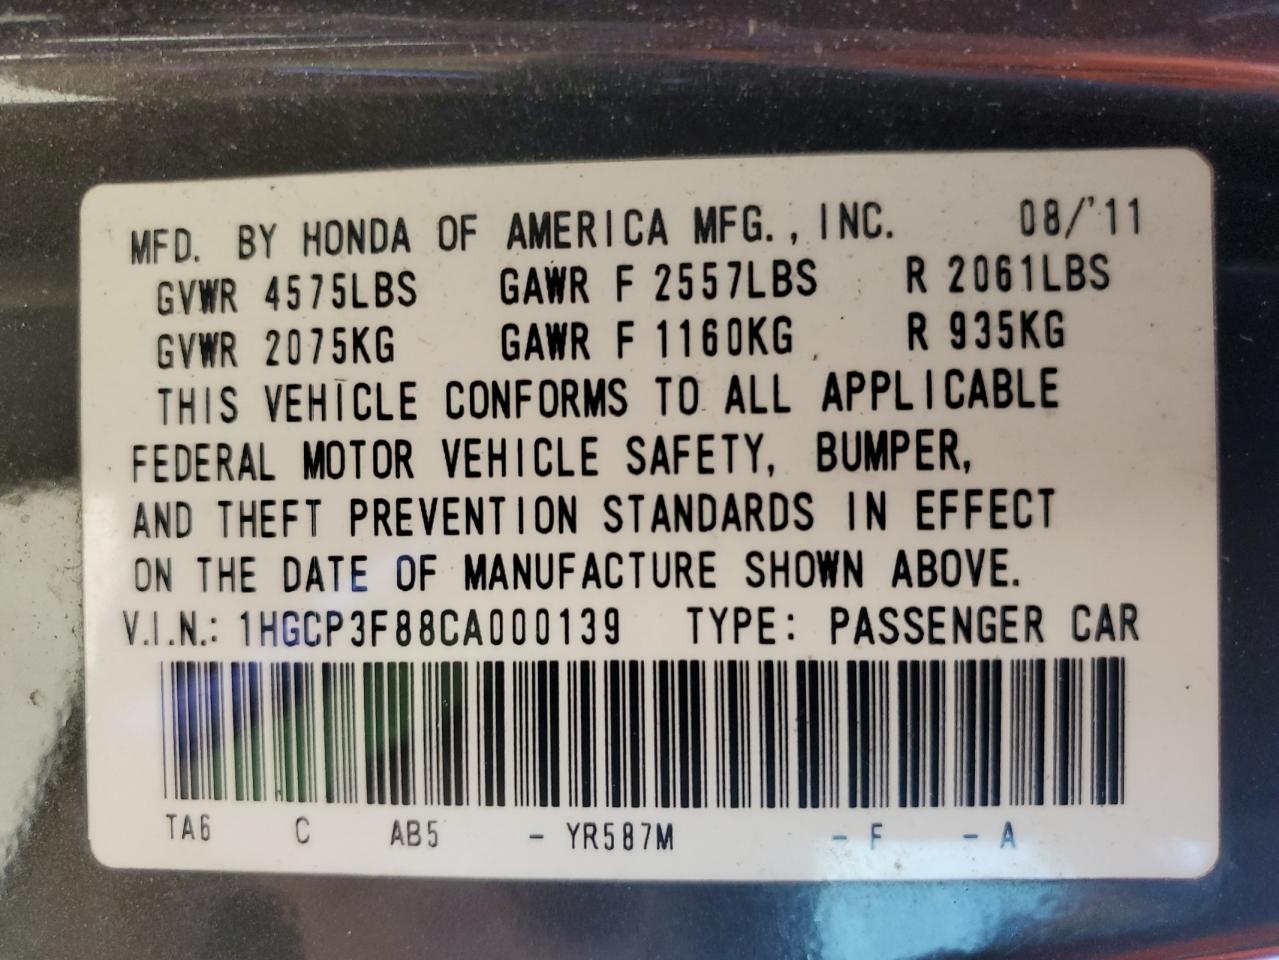 MFD. BY HONDA OF AMERICA MFG., INC. 08/'11
GVWR 4575LBS GAWR F 2557LBS R 2061LBS
GVWR 2075KG GAWR F 1160KG R 935KG
THIS VEHICLE CONFORMS TO ALL APPLICABLE
FEDERAL MOTOR VEHICLE SAFETY, BUMPER,
AND THEFT PREVENTION STANDARDS IN EFFECT
ON THE DATE OF MANUFACTURE SHOWN ABOVE.
V.I.N.: 1HGCP3F88CA000139 TYPE: PASSENGER CAR
TA6 C AB5 - YR587M - F - A